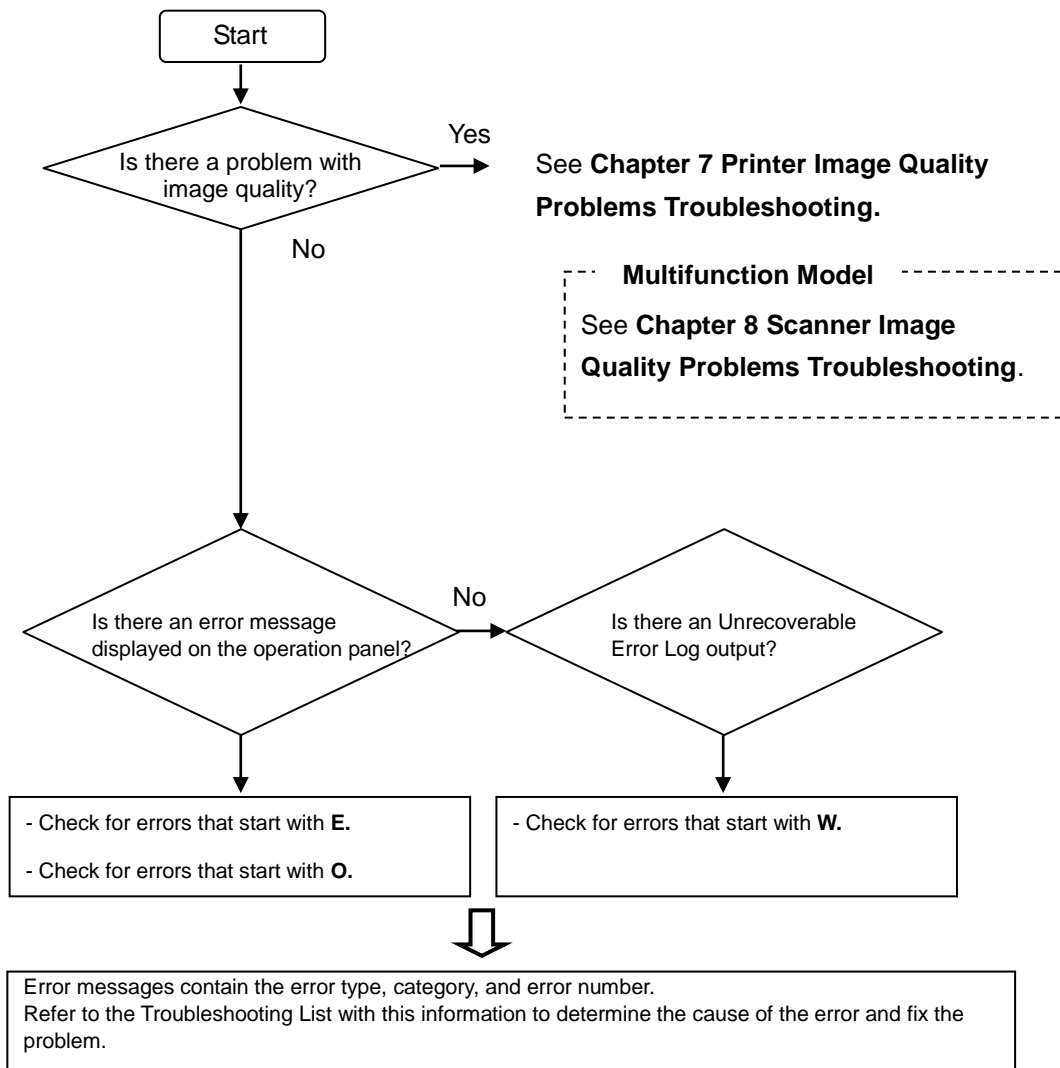 Start
Is there a problem with
image quality?
Yes
See Chapter 7 Printer Image Quality
Problems Troubleshooting.
No
Multifunction Model
See Chapter 8 Scanner Image
Quality Problems Troubleshooting.
Is there an error message
displayed on the operation panel?
No
Is there an Unrecoverable
Error Log output?
- Check for errors that start with E.
- Check for errors that start with O.
- Check for errors that start with W.
Error messages contain the error type, category, and error number.
Refer to the Troubleshooting List with this information to determine the cause of the error and fix the
problem.